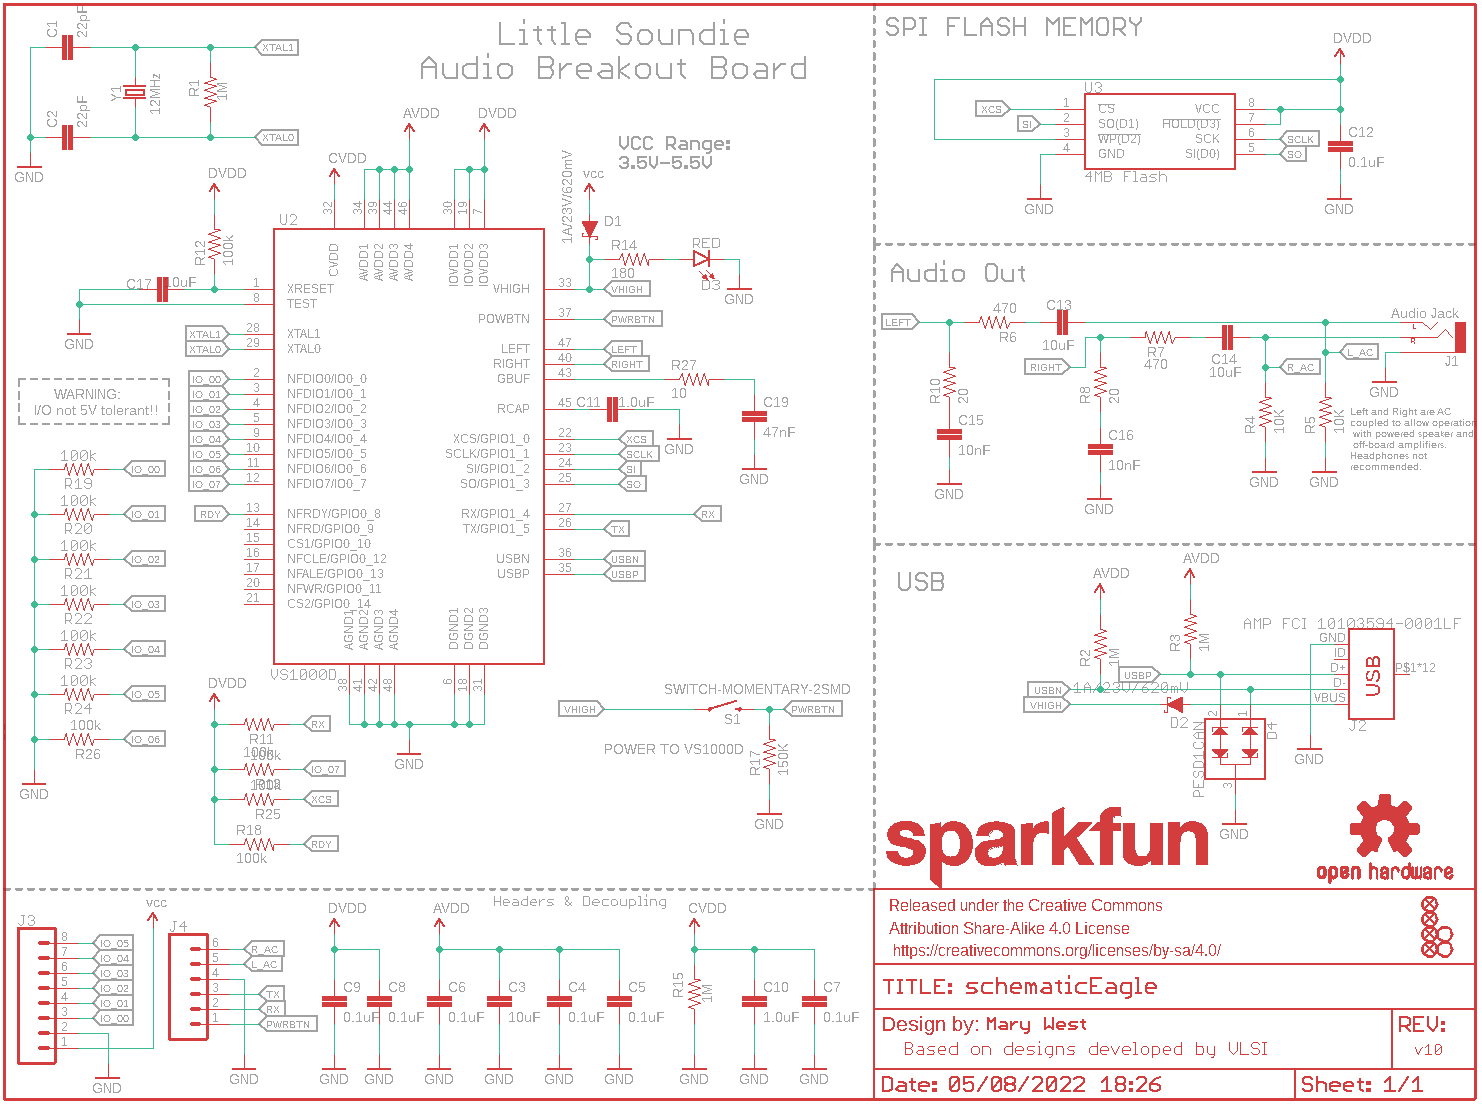 Little Soundie
Audio Breakout Board
C1
22pF
XTAL1
Y1
12MHz
R1
1M
C2
22pF
XTAL0
GND
VCC Range:
3.5V-5.5V
AVDD
DVDD
CVDD
VCC
1A/23V/620mV
D1
R14
180
RED
D3
GND
VHIGH
DVDD
R12
100k
C17
10uF
GND
U2
32
34
39
44
46
30
19
7
CVDD
AVDD1
AVDD2
AVDD3
AVDD4
IOVDD1
IOVDD2
IOVDD3
1 XRESET
8 TEST
XTAL1 28 XTAL1
XTAL0 29 XTAL0
IO_00 2 NFDIO0/IO0_0
IO_01 3 NFDIO1/IO0_1
IO_02 4 NFDIO2/IO0_2
IO_03 5 NFDIO3/IO0_3
IO_04 9 NFDIO4/IO0_4
IO_05 10 NFDIO5/IO0_5
IO_06 11 NFDIO6/IO0_6
IO_07 12 NFDIO7/IO0_7
RDY 13 NFRDY/GPIO0_8
14 NFRD/GPIO0_9
15 CS1/GPIO0_10
16 NFCLE/GPIO0_12
17 NFALE/GPIO0_13
20 NFWR/GPIO0_11
21 CS2/GPIO0_14
VHIGH 33
POWBTN 37 PWRBTN
LEFT 47 LEFT
RIGHT 40 RIGHT
GBUF 43
RCAP 45 C11 1.0uF
GND
R27
10
C19
47nF
GND
XCS/GPIO1_0 22 XCS
SCLK/GPIO1_1 23 SCLK
SI/GPIO1_2 24 SI
SO/GPIO1_3 25 SO
RX/GPIO1_4 27 RX
TX/GPIO1_5 26 TX
USBN 36 USBN
USBP 35 USBP
AGND1
AGND2
AGND3
AGND4
DGND1
DGND2
DGND3
VS1000D
38
41
42
48
6
18
31
GND
WARNING:
I/O not 5V tolerant!!
100k
R19
IO_00
100k
R20
IO_01
100k
R21
IO_02
100k
R22
IO_03
100k
R23
IO_04
100k
R24
IO_05
100k
R26
IO_06
GND
DVDD
R11
100k
RX
100k
IO_07
100k
XCS
R25
R18
100k
RDY
SWITCH-MOMENTARY-2SMD
VHIGH
S1
PWRBTN
POWER TO VS1000D
R17
150K
GND
SPI FLASH MEMORY
DVDD
U3
XCS 1 CS
SI 2 SO(D1)
3 WP(D2)
4 GND
VCC 8
HOLD(D3) 7
SCK 6 SCLK
SI(D0) 5 SO
4MB Flash
C12
0.1uF
GND
GND
Audio Out
LEFT
470
R6
C13
10uF
RIGHT
R7
470
C14
10uF
R10
20
C15
10nF
GND
R8
20
C16
10nF
GND
Audio Jack
L
R
J1
L_AC
R_AC
GND
R4
10K
GND
R5
10K
GND
Left and Right are AC
coupled to allow operation
with powered speaker and
off-board amplifiers.
Headphones not
recommended.
USB
AVDD
AVDD
R2
1M
R3
1M
AMP FCI 10103594-0001LF
GND
ID
D+
D-
VBUS
USB
P$1*12
J2
USBP
USBN
VHIGH
1A/23V/620mV
D2
2
1
D4
PESD1CAN
3
GND
GND
sparkfun
open hardware
Headers & Decoupling
J3
VCC
8 IO_05
7 IO_04
6 IO_03
5 IO_02
4 IO_01
3 IO_00
2
1
GND
J4
6 R_AC
5 L_AC
4
3 TX
2 RX
1 PWRBTN
GND
DVDD
C9
0.1uF
GND
C8
0.1uF
GND
AVDD
C6
0.1uF
GND
C3
10uF
GND
C4
0.1uF
GND
C5
0.1uF
GND
CVDD
R15
1M
GND
C10
1.0uF
GND
C7
0.1uF
GND
Released under the Creative Commons
Attribution Share-Alike 4.0 License
https://creativecommons.org/licenses/by-sa/4.0/
TITLE: schematicEagle
Design by: Mary West
Based on designs developed by VLSI
REV:
v10
Date: 05/08/2022 18:26
Sheet: 1/1